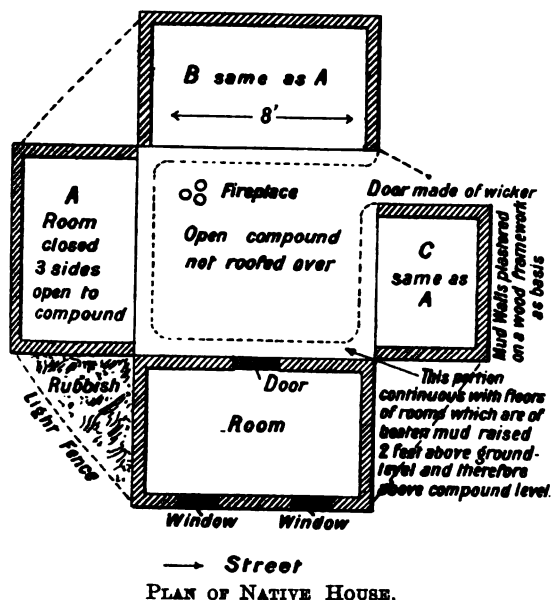 B same as A
8'
A
Room
closed
3 sides
open to
compound
Fireplace
Open compound
not roofed over
Door made of wicker
C
same as
A
Mud Walls plastered
on a wood framework
as basis
Rubbish
Light Fence
Door
Room
This portion
continuous with floors
of rooms which are of
beaten mud raised
2 feet above ground-
level and therefore
above compound level.
Window
Window
Street
PLAN OF NATIVE HOUSE.